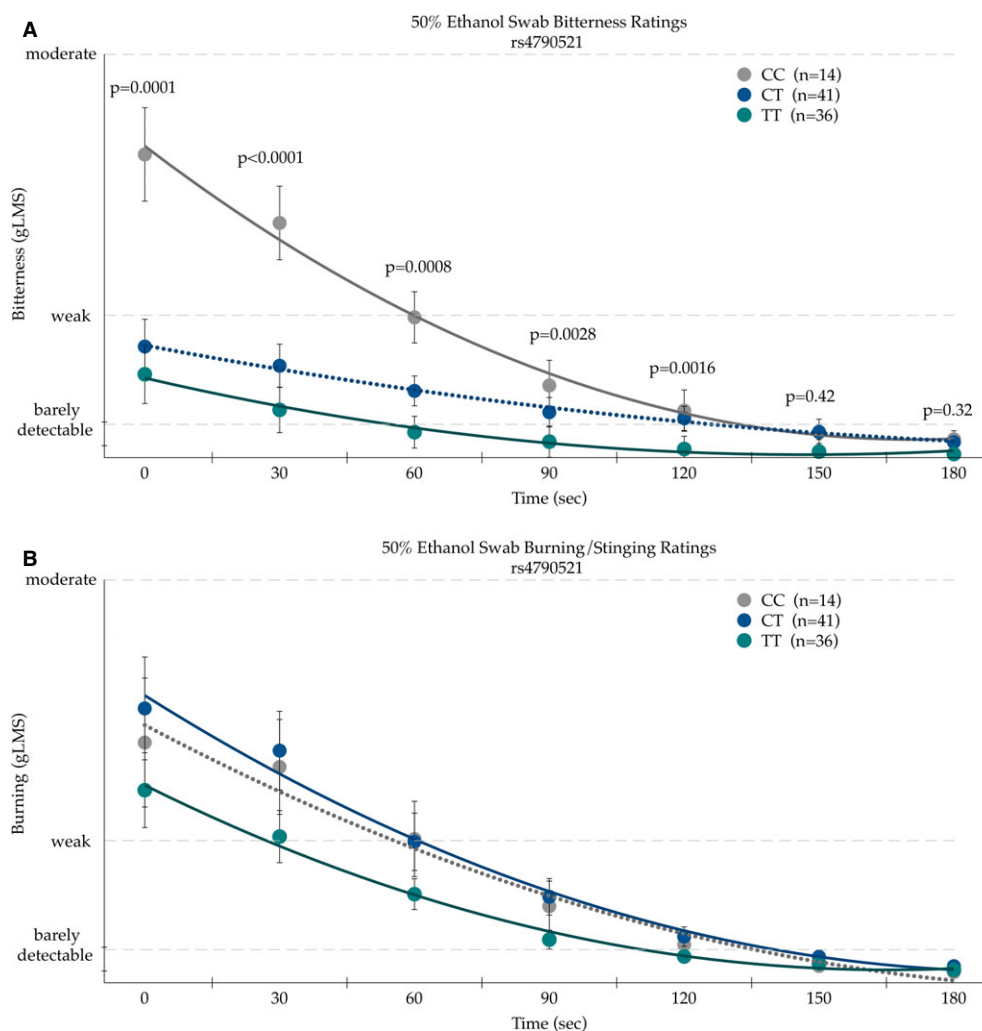 A
50% Ethanol Swab Bitterness Ratings
rs4790521
moderate
CC (n=14)
CT (n=41)
TT (n=36)
p=0.0001
p<0.0001
p=0.0008
p=0.0028
p=0.0016
p=0.42
p=0.32
Bitterness (gLMS)
weak
barely
detectable
0 30 60 90 120 150 180
Time (sec)
B
50% Ethanol Swab Burning/Stinging Ratings
rs4790521
moderate
CC (n=14)
CT (n=41)
TT (n=36)
Burning (gLMS)
weak
barely
detectable
0 30 60 90 120 150 180
Time (sec)